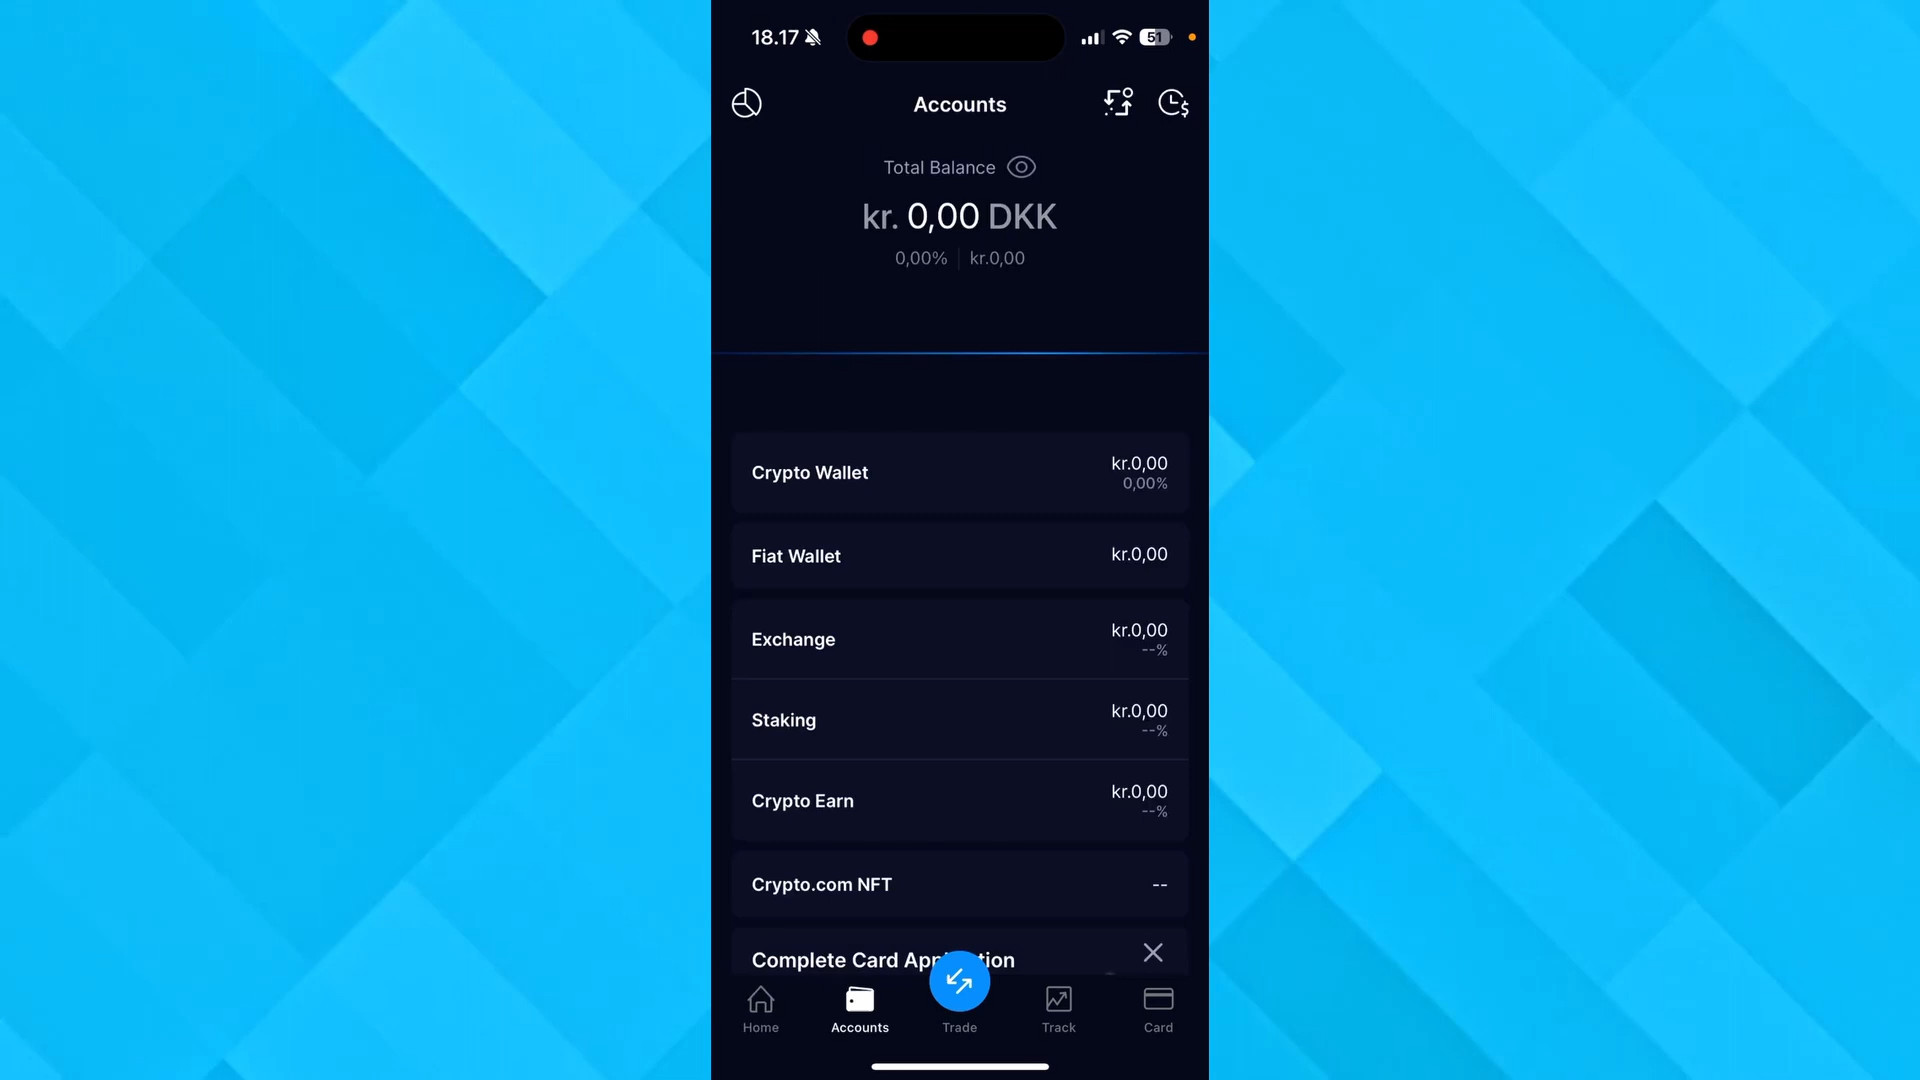 18.17
51
Accounts
Total Balance
kr. 0,00 DKK
0,00% kr.0,00
Crypto Wallet
kr.0,00
0,00%
Fiat Wallet
kr.0,00
Exchange
kr.0,00
--%
Staking
kr.0,00
--%
Crypto Earn
kr.0,00
--%
Crypto.com NFT
--
Complete Card
Home
Accounts
Trade
Track
Card